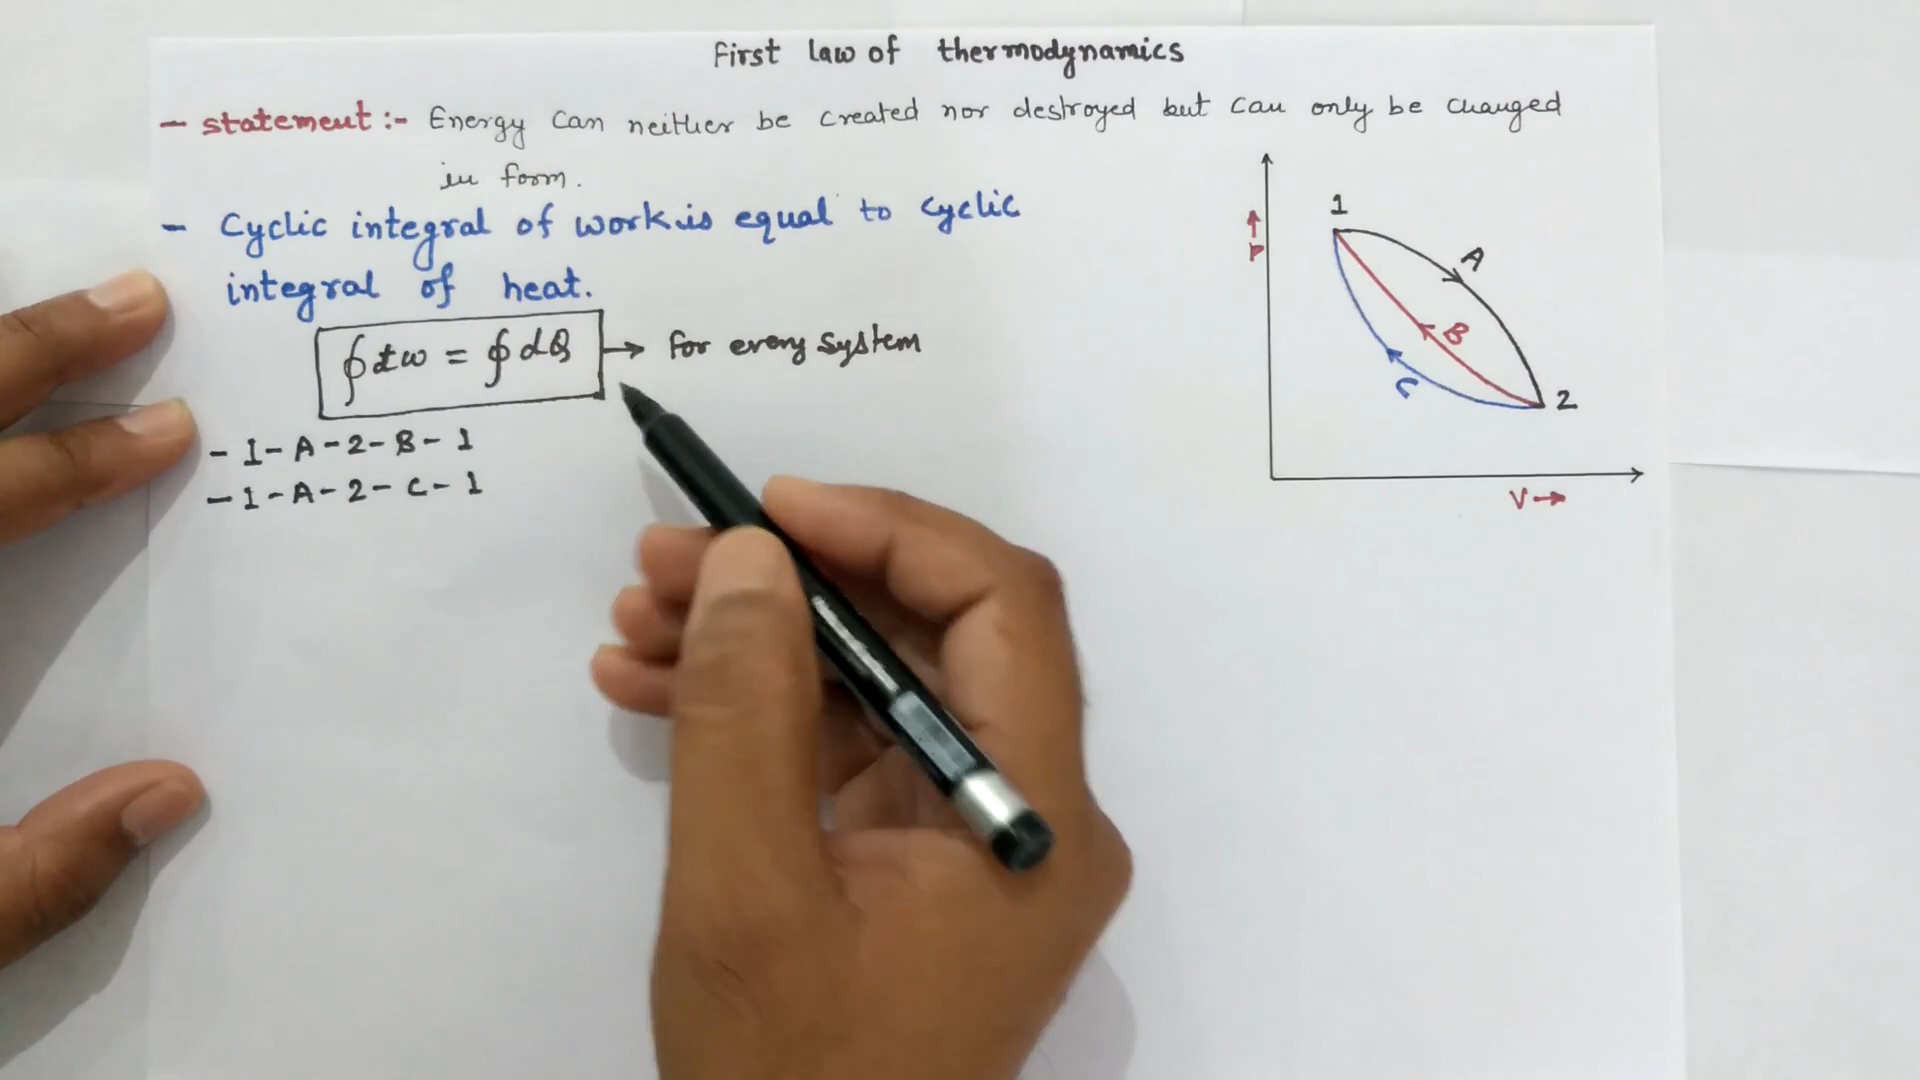 First law of thermodynamics
- statement :- Energy can neither be created nor destroyed but can only be changed
in form.
- Cyclic integral of work is equal to cyclic
integral of heat.
∮đw = ∮dQ → for every system
- 1 - A - 2 - B - 1
- 1 - A - 2 - C - 1
1
A
↑
P
B
C
2
V →